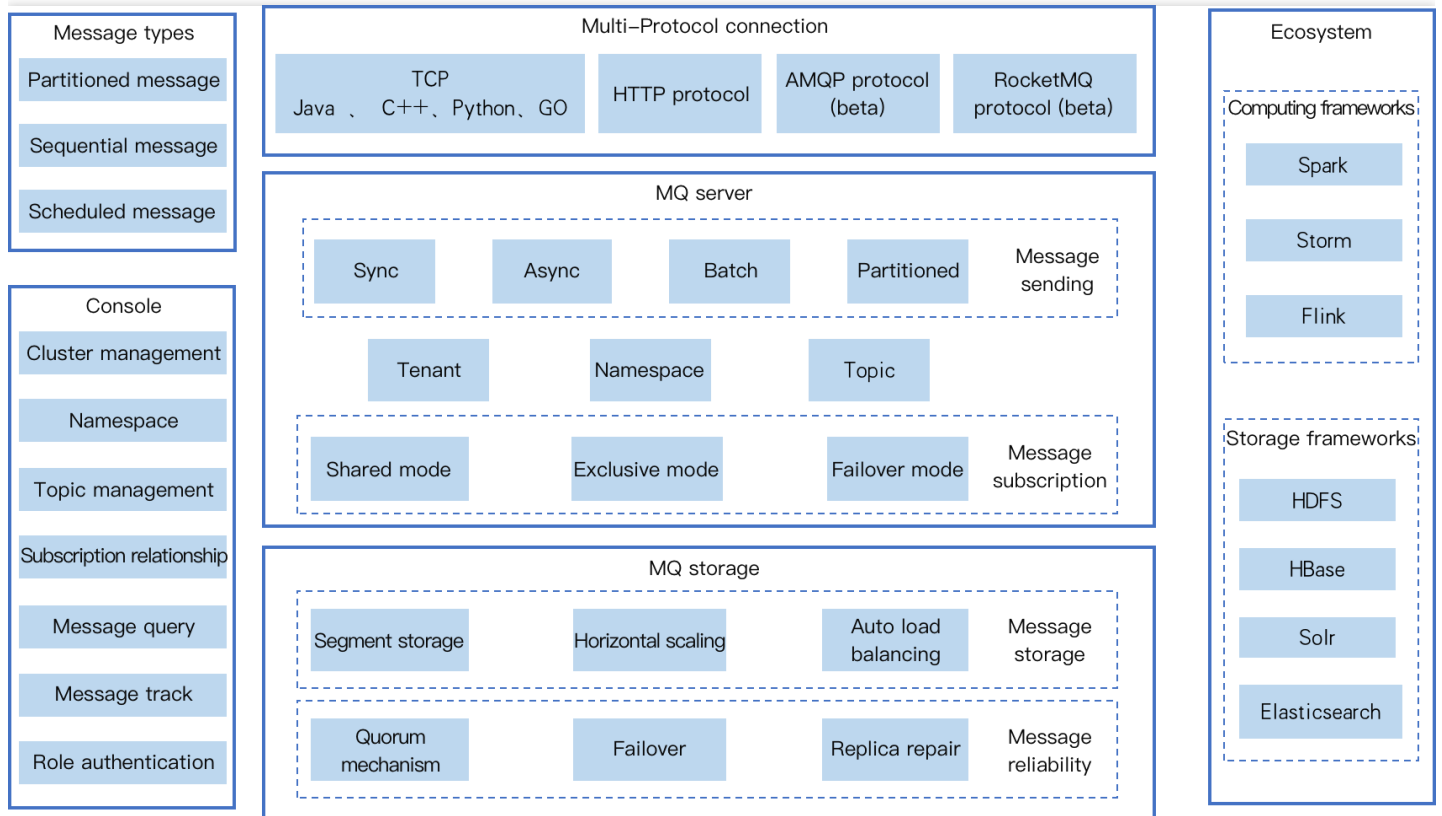 Message types
Partitioned message
Sequential message
Scheduled message
Console
Cluster management
Namespace
Topic management
Subscription relationship
Message query
Message track
Role authentication
Multi-Protocol connection
TCP
Java 、 C++、Python、GO
HTTP protocol
AMQP protocol
(beta)
RocketMQ
protocol (beta)
MQ server
Sync
Async
Batch
Partitioned
Message
sending
Tenant
Namespace
Topic
Shared mode
Exclusive mode
Failover mode
Message
subscription
MQ storage
Segment storage
Horizontal scaling
Auto load
balancing
Message
storage
Quorum
mechanism
Failover
Replica repair
Message
reliability
Ecosystem
Computing frameworks
Spark
Storm
Flink
Storage frameworks
HDFS
HBase
Solr
Elasticsearch